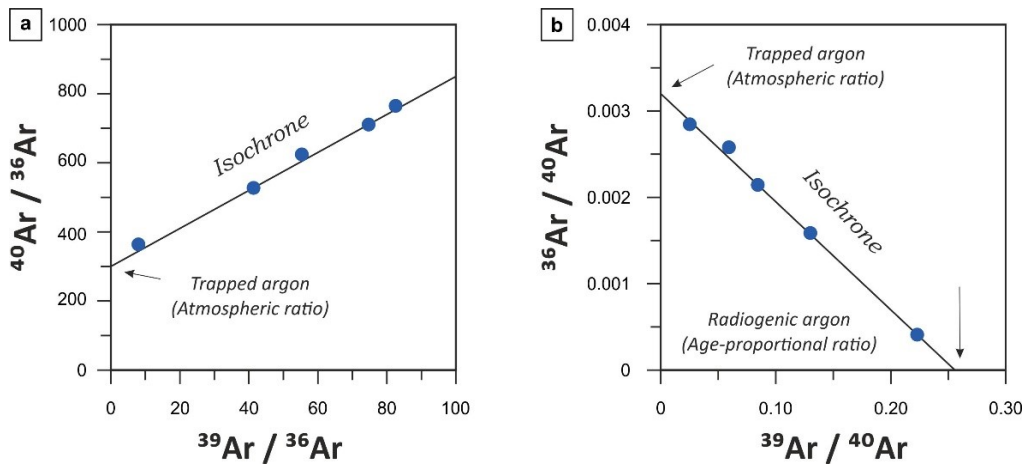 a
1000
800
600
400
200
0
⁴⁰Ar / ³⁶Ar
Isochrone
Trapped argon
(Atmospheric ratio)
0 20 40 60 80 100
³⁹Ar / ³⁶Ar
b
0.004
0.003
0.002
0.001
0
³⁶Ar / ⁴⁰Ar
Trapped argon
(Atmospheric ratio)
Isochrone
Radiogenic argon
(Age-proportional ratio)
0 0.10 0.20 0.30
³⁹Ar / ⁴⁰Ar